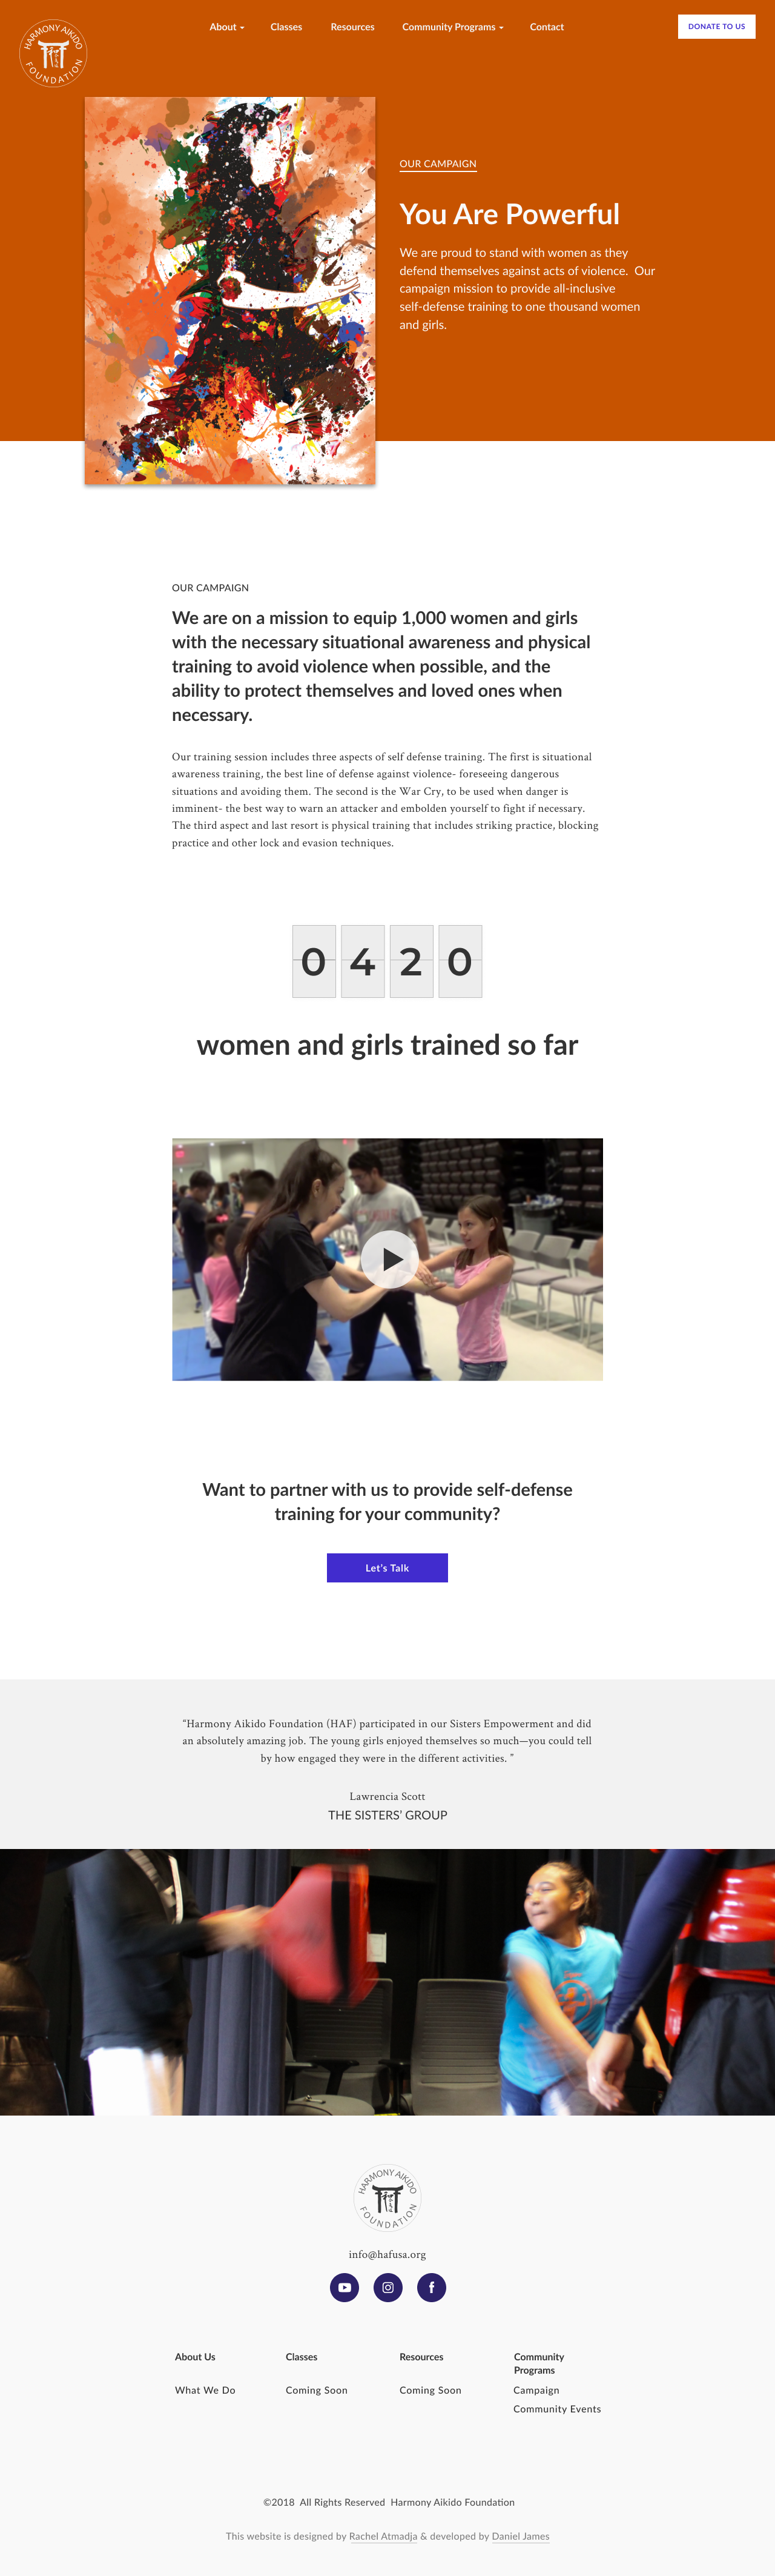 HARMONY AIKIDO
FOUNDATION
About Classes Resources Community Programs Contact
DONATE TO US
OUR CAMPAIGN
You Are Powerful
We are proud to stand with women as they
defend themselves against acts of violence.  Our
campaign mission to provide all-inclusive
self-defense training to one thousand women
and girls.
OUR CAMPAIGN
We are on a mission to equip 1,000 women and girls
with the necessary situational awareness and physical
training to avoid violence when possible, and the
ability to protect themselves and loved ones when
necessary.
Our training session includes three aspects of self defense training. The first is situational
awareness training, the best line of defense against violence- foreseeing dangerous
situations and avoiding them. The second is the War Cry, to be used when danger is
imminent- the best way to warn an attacker and embolden yourself to fight if necessary.
The third aspect and last resort is physical training that includes striking practice, blocking
practice and other lock and evasion techniques.
0 4 2 0
women and girls trained so far
Want to partner with us to provide self-defense
training for your community?
Let's Talk
“Harmony Aikido Foundation (HAF) participated in our Sisters Empowerment and did
an absolutely amazing job. The young girls enjoyed themselves so much—you could tell
by how engaged they were in the different activities. ”
Lawrencia Scott
THE SISTERS’ GROUP
HARMONY AIKIDO
FOUNDATION
info@hafusa.org
About Us Classes Resources Community
Programs
What We Do Coming Soon Coming Soon Campaign
Community Events
©2018  All Rights Reserved  Harmony Aikido Foundation
This website is designed by Rachel Atmadja & developed by Daniel James